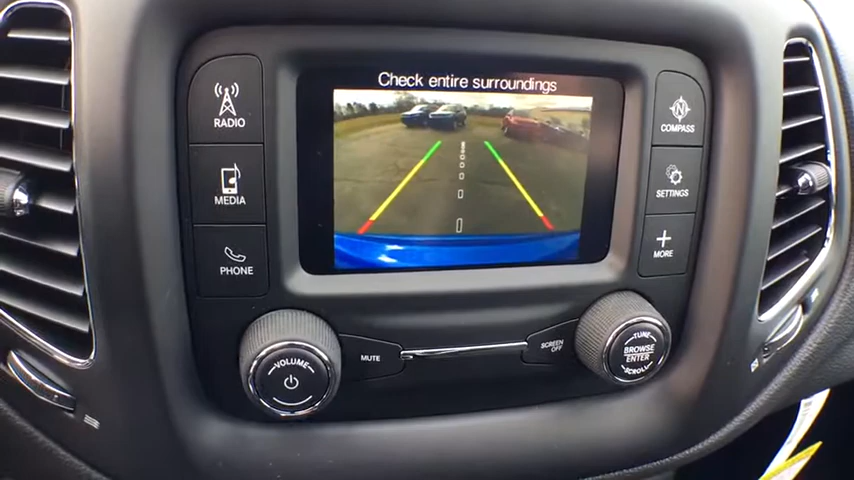 Check entire surroundings
RADIO
MEDIA
PHONE
N
COMPASS
SETTINGS
MORE
VOLUME
MUTE
SCREEN
OFF
TUNE
BROWSE
ENTER
SCROLL